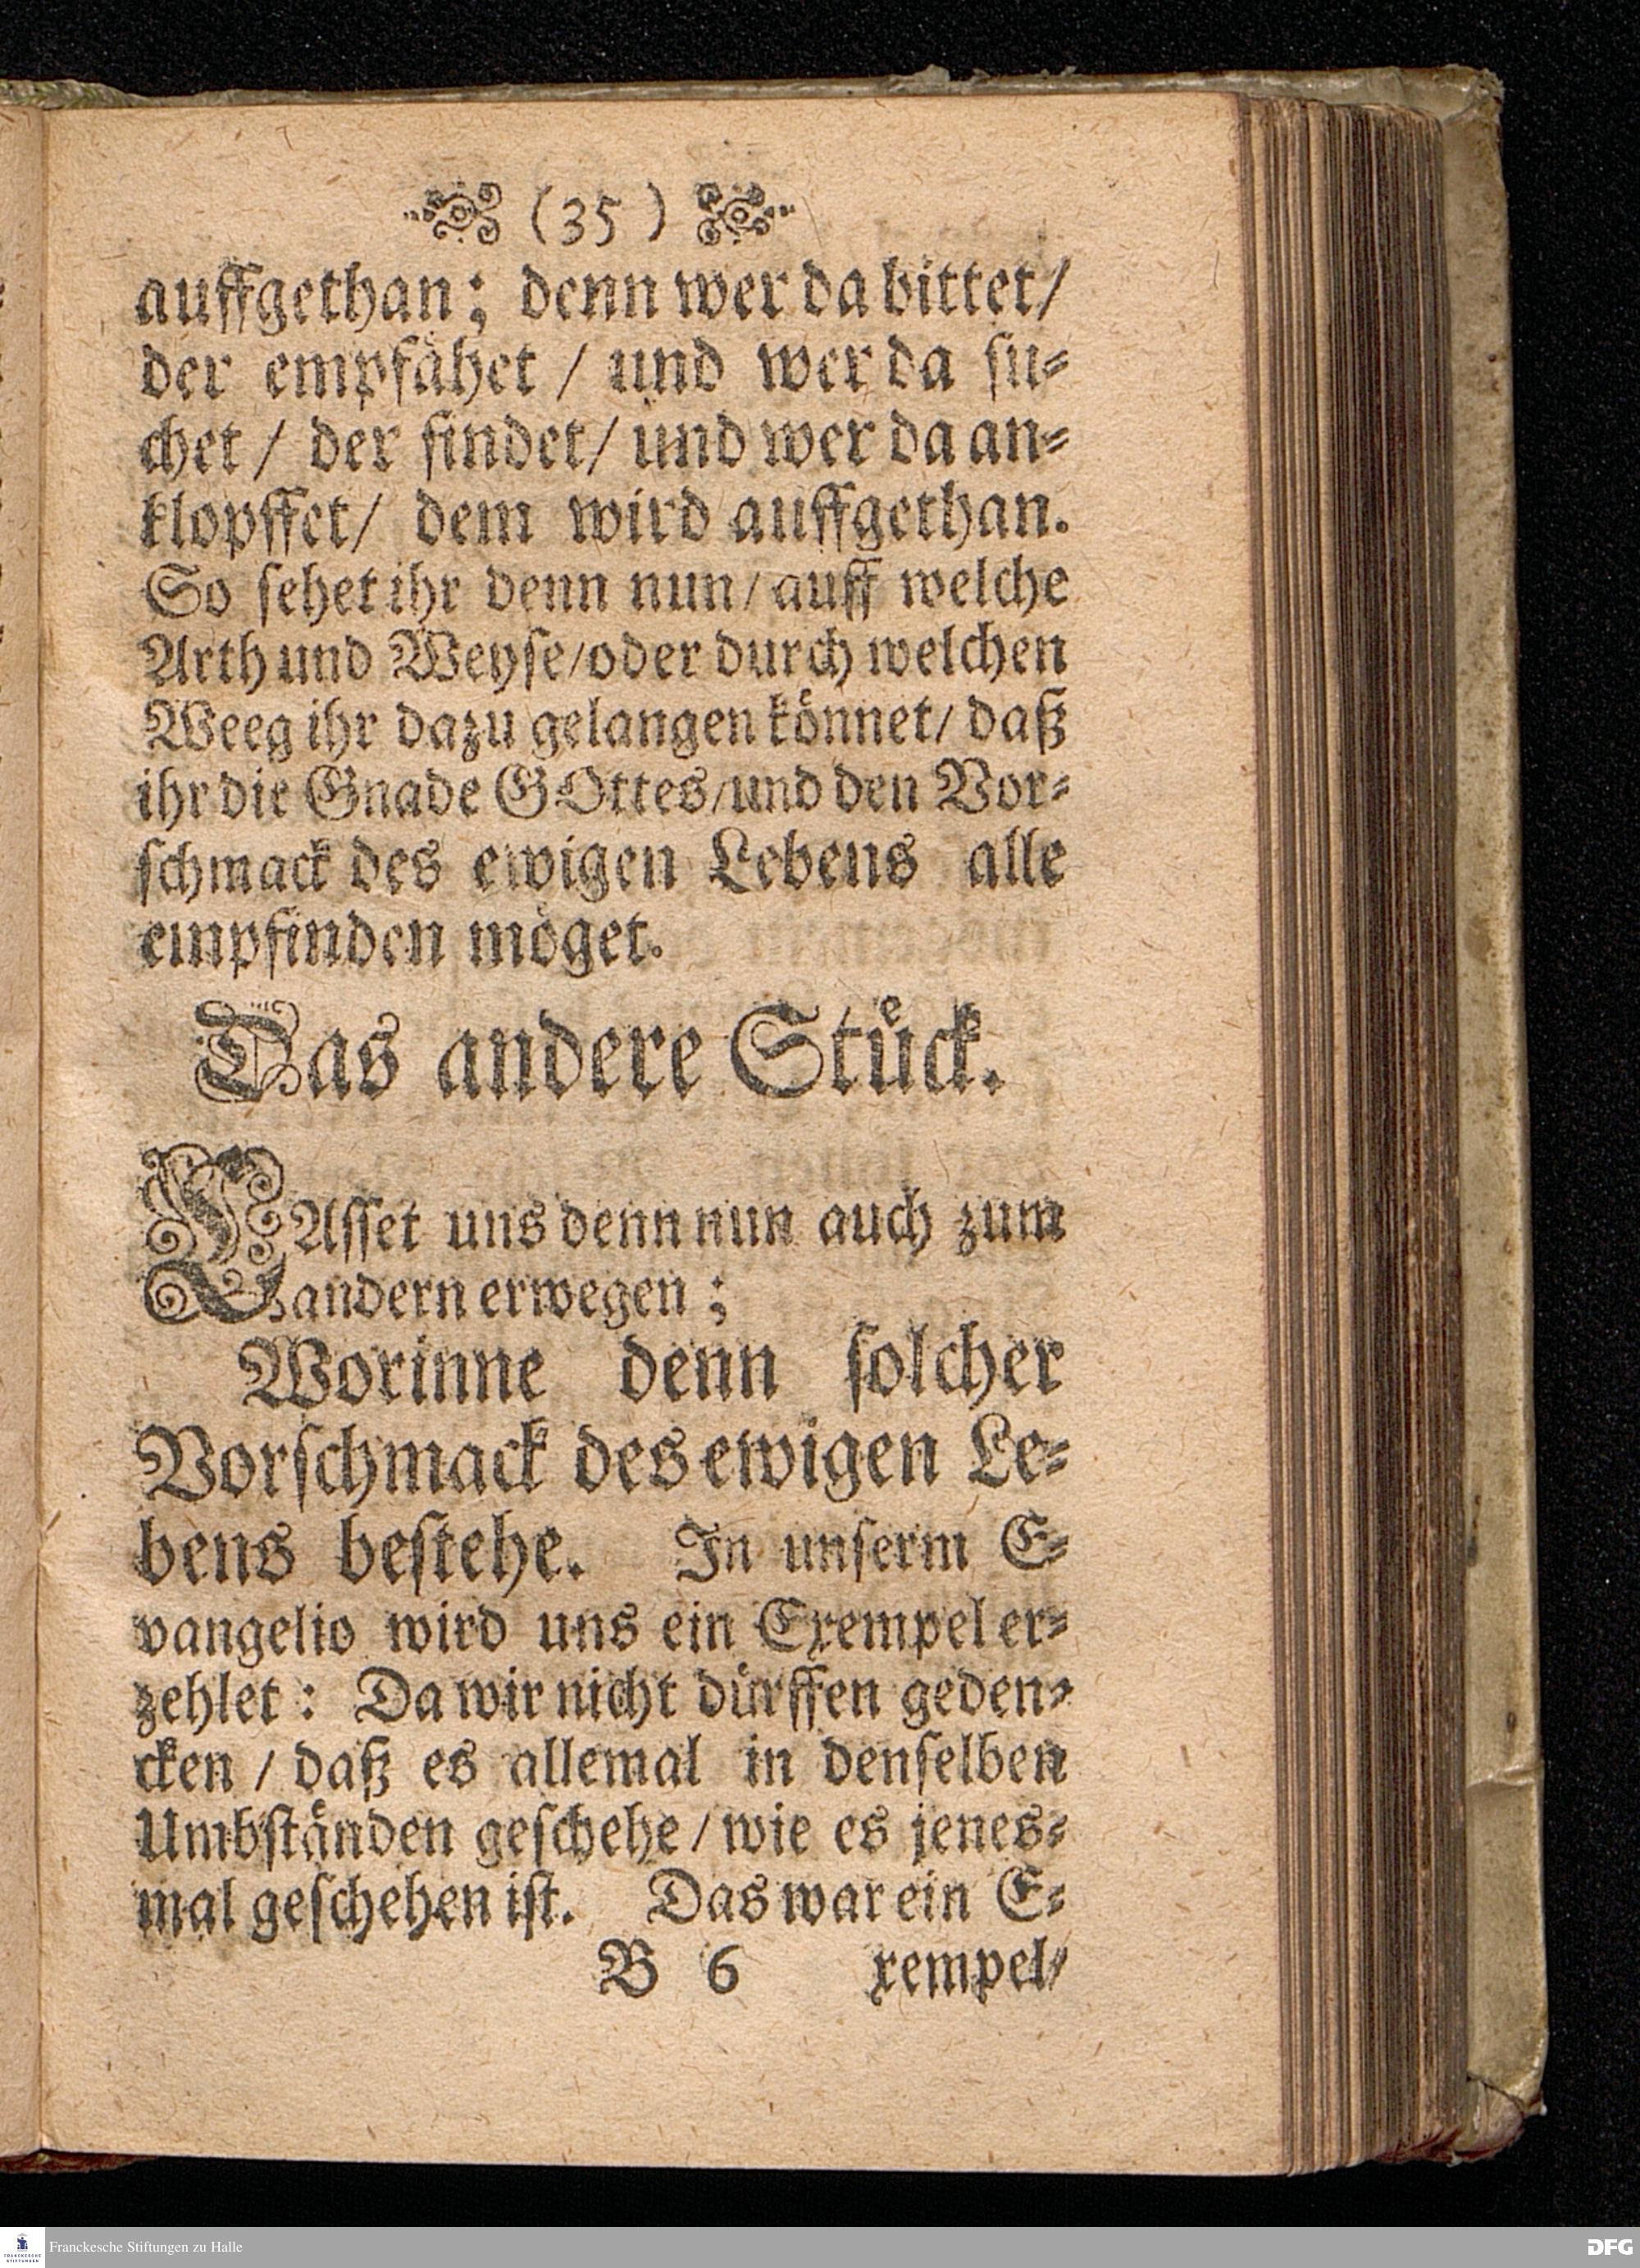 (35)
auffgethan; denn wer da bittet/
der empfåhet / und wer da su-
chet / der findet/ und wer da an-
klopffet/ dem wird auffgethan.
So sehet ihr denn nun/ auff welche
Arth und Weyse/oder durch welchen
Weeg ihr dazu gelangen könnet/ daß
ihr die Gnade GOttes/und den Vor-
schmack des ewigen Lebens alle
empfinden möget.
Das andere Stück.
LAsset uns denn nun auch zum
andern erwegen ;
Worinne denn solcher
Vorschmack des ewigen Le-
bens bestehe. In unserm E-
vangelio wird uns ein Exempel er-
zehlet: Da wir nicht dürffen geden-
cken / daß es allemal in denselben
Umbständen geschehe / wie es jenes-
mal geschehen ist. Das war ein E-
B 6 xempel/
Franckesche Stiftungen zu Halle
FRANCKESCHE
STIFTUNGEN
DFG